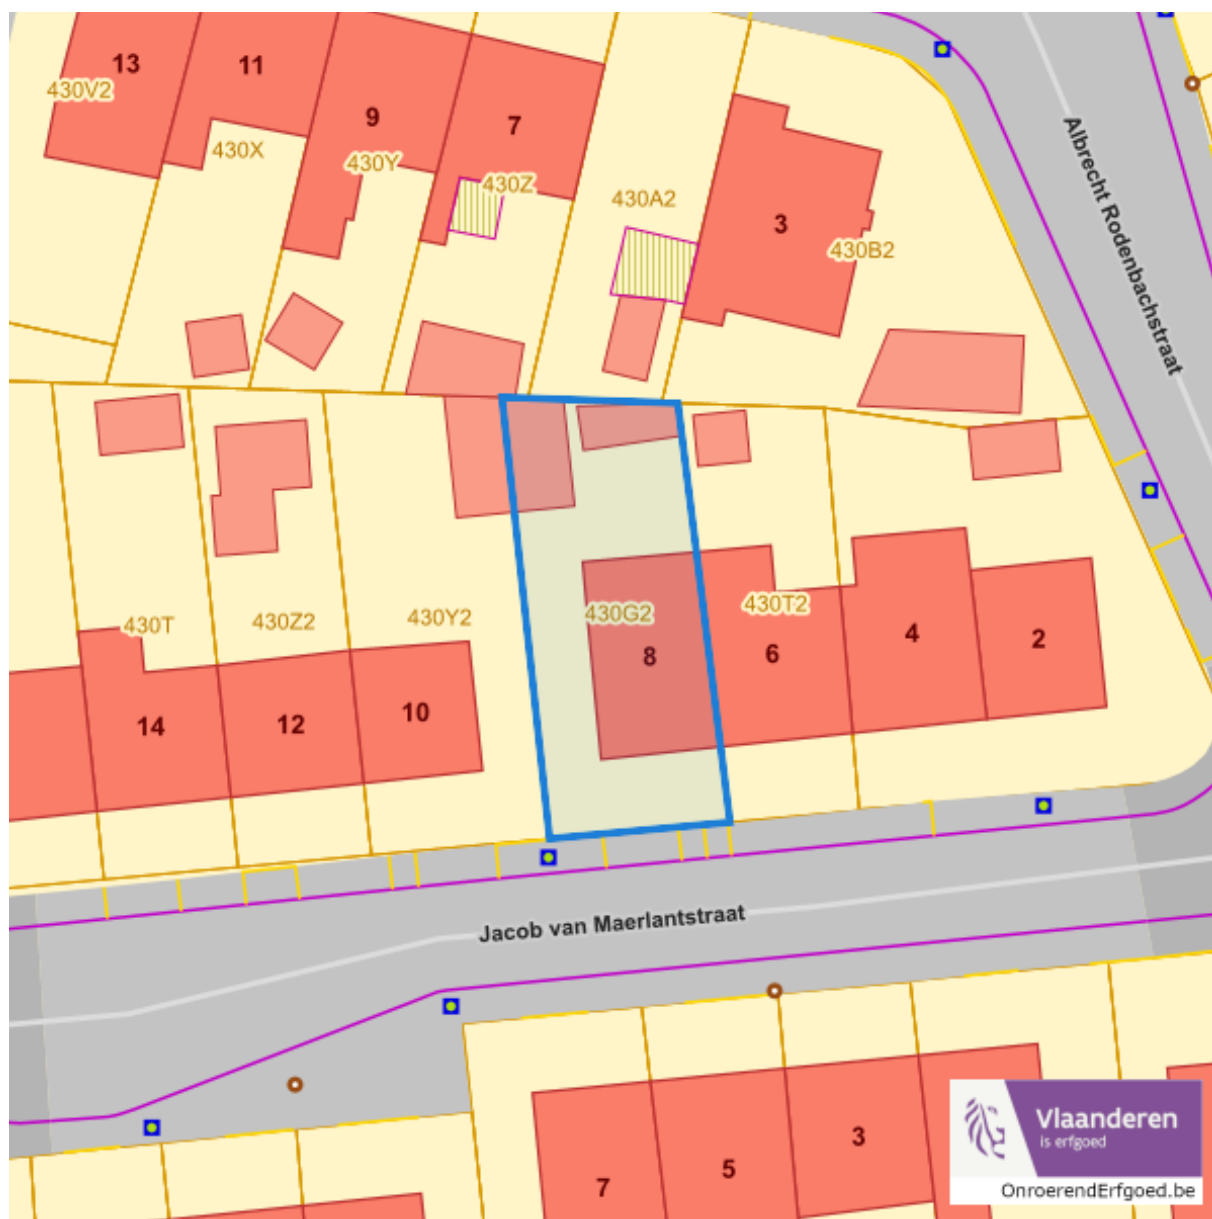 13
11
9
7
430V2
430X
430Y
430Z
430A2
3
430B2
Albrecht Rodenbachstraat
430T
430Z2
430Y2
430G2
430T2
14
12
10
8
6
4
2
Jacob van Maerlantstraat
7
5
3
Vlaanderen
is erfgoed
OnroerendErfgoed.be